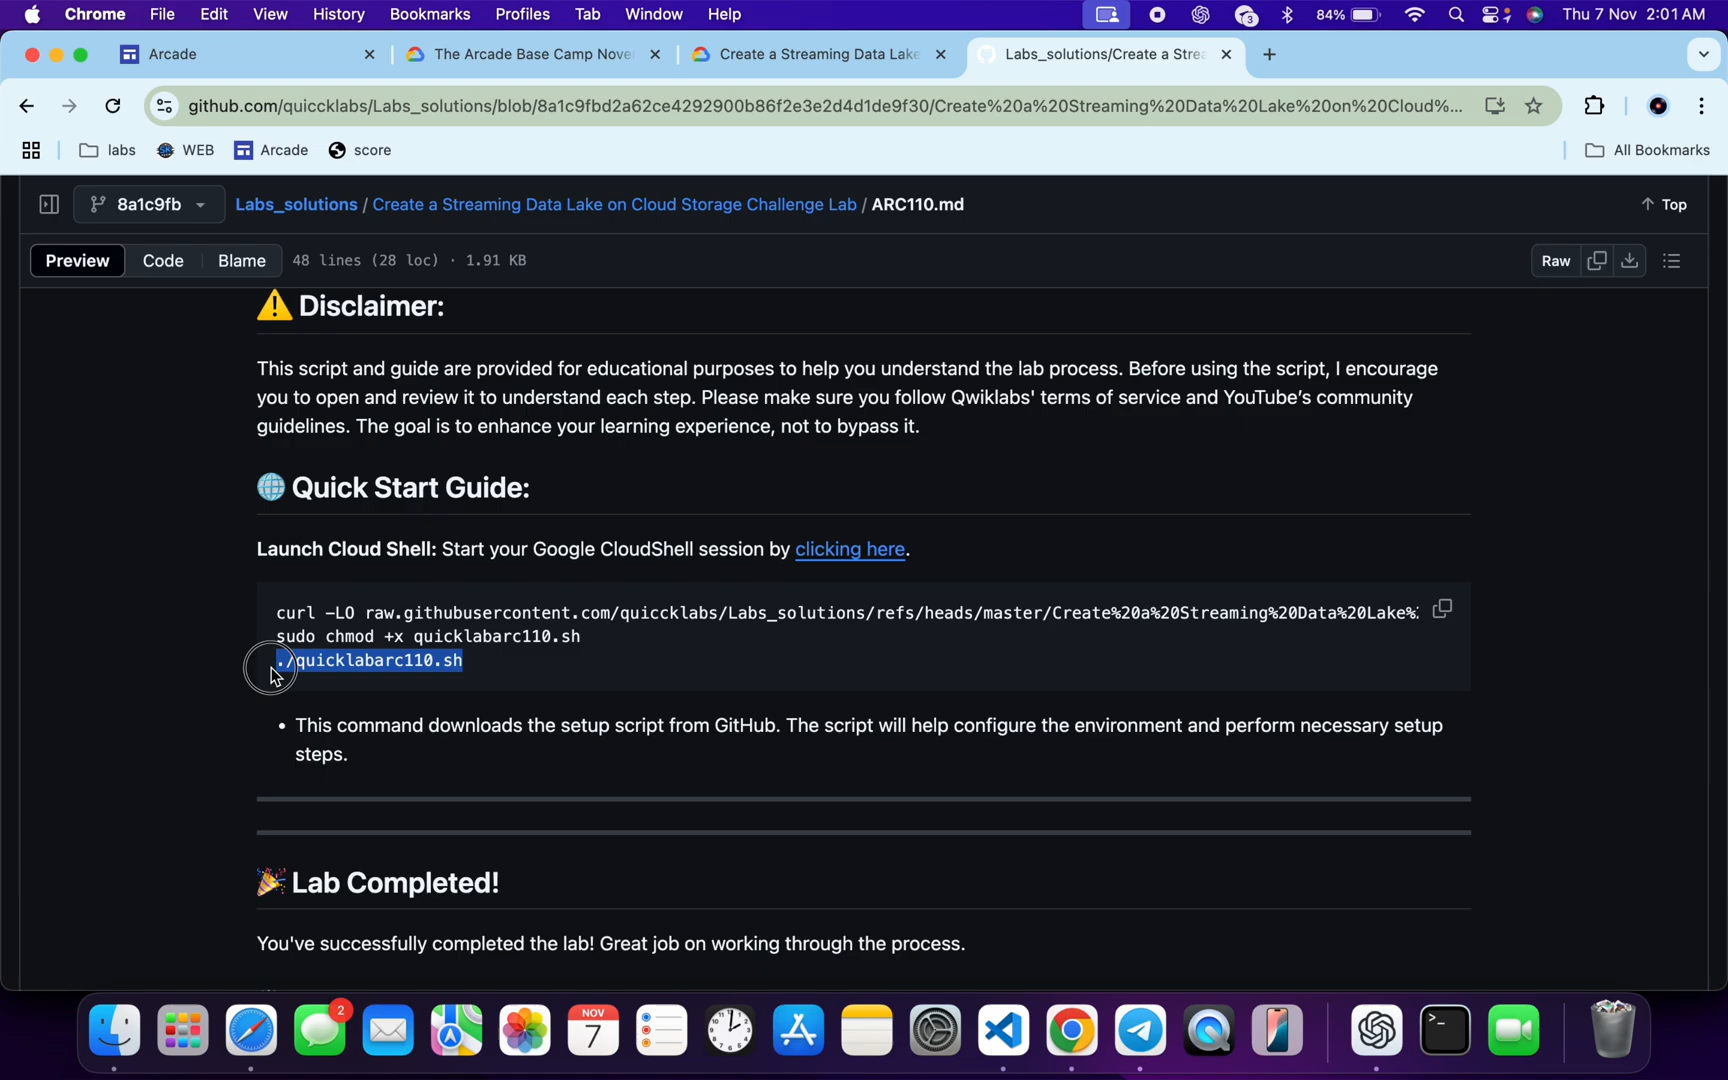 Chrome File Edit View History Bookmarks Profiles Tab Window Help 3 84% Thu 7 Nov 2:01 AM
Arcade The Arcade Base Camp Nove Create a Streaming Data Lake Labs_solutions/Create a Strea
github.com/quiccklabs/Labs_solutions/blob/8a1c9fbd2a62ce4292900b86f2e3e2d4d1de9f30/Create%20a%20Streaming%20Data%20Lake%20on%20Cloud%...
labs WEB Arcade score All Bookmarks
8a1c9fb Labs_solutions / Create a Streaming Data Lake on Cloud Storage Challenge Lab / ARC110.md ↑ Top
Preview Code Blame 48 lines (28 loc) · 1.91 KB Raw
⚠️ Disclaimer:
This script and guide are provided for educational purposes to help you understand the lab process. Before using the script, I encourage
you to open and review it to understand each step. Please make sure you follow Qwiklabs' terms of service and YouTube’s community
guidelines. The goal is to enhance your learning experience, not to bypass it.
🌐 Quick Start Guide:
Launch Cloud Shell: Start your Google CloudShell session by clicking here.
curl -LO raw.githubusercontent.com/quiccklabs/Labs_solutions/refs/heads/master/Create%20a%20Streaming%20Data%20Lake%
sudo chmod +x quicklabarc110.sh
./quicklabarc110.sh
• This command downloads the setup script from GitHub. The script will help configure the environment and perform necessary setup
steps.
🎉 Lab Completed!
You've successfully completed the lab! Great job on working through the process.
2
NOV
7